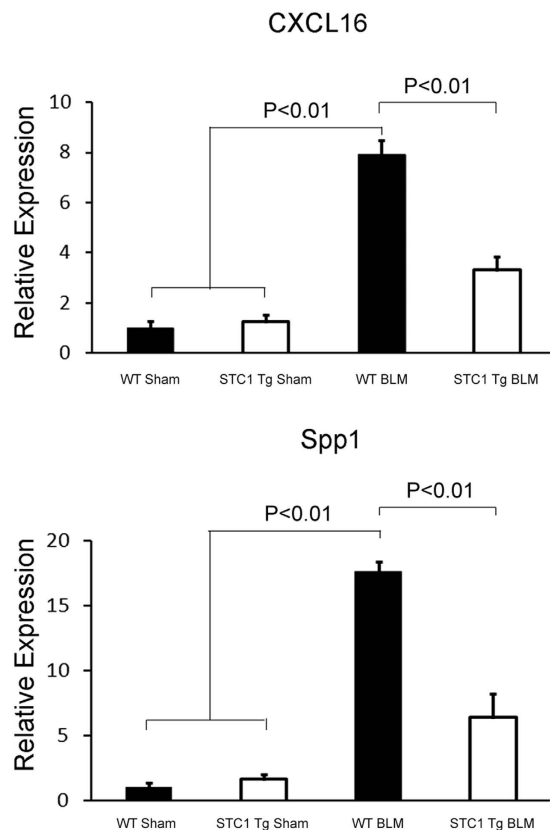 CXCL16
P<0.01
P<0.01
Relative Expression
10
8
6
4
2
0
WT Sham
STC1 Tg Sham
WT BLM
STC1 Tg BLM
Spp1
P<0.01
P<0.01
Relative Expression
20
15
10
5
0
WT Sham
STC1 Tg Sham
WT BLM
STC1 Tg BLM